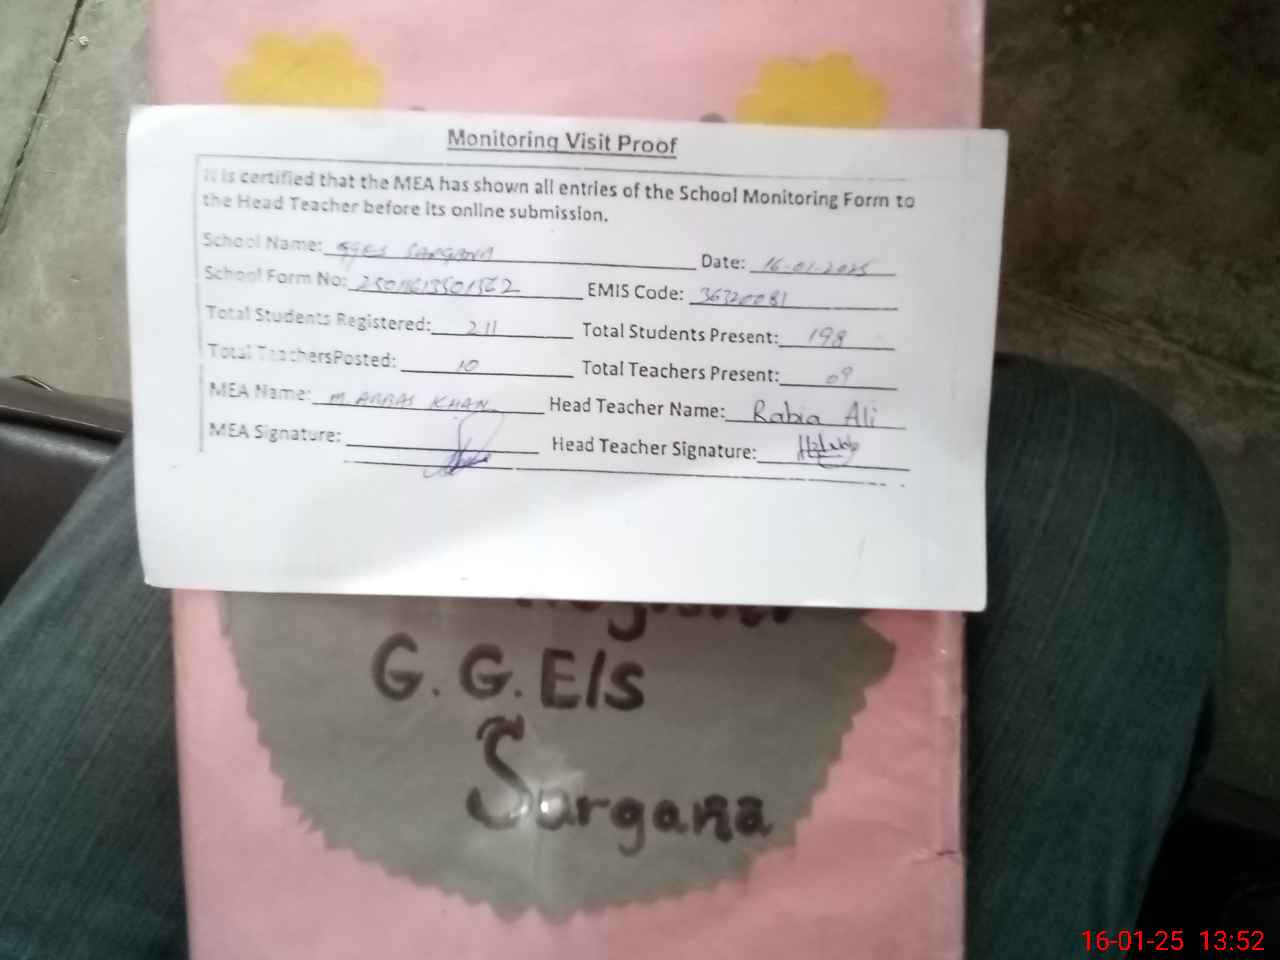 Monitoring Visit Proof
It is certified that the MEA has shown all entries of the School Monitoring Form to
the Head Teacher before its online submission.
School Name: GGES Sargana Date: 16-01-2025
School Form No: EMIS Code: 36320081
Total Students Registered: 211 Total Students Present: 198
Total TeachersPosted: 10 Total Teachers Present: 09
MEA Name: M ABBAS KHAN Head Teacher Name: Rabia Ali
MEA Signature: Head Teacher Signature:
G. G. E/s
Sargana
16-01-25 13:52